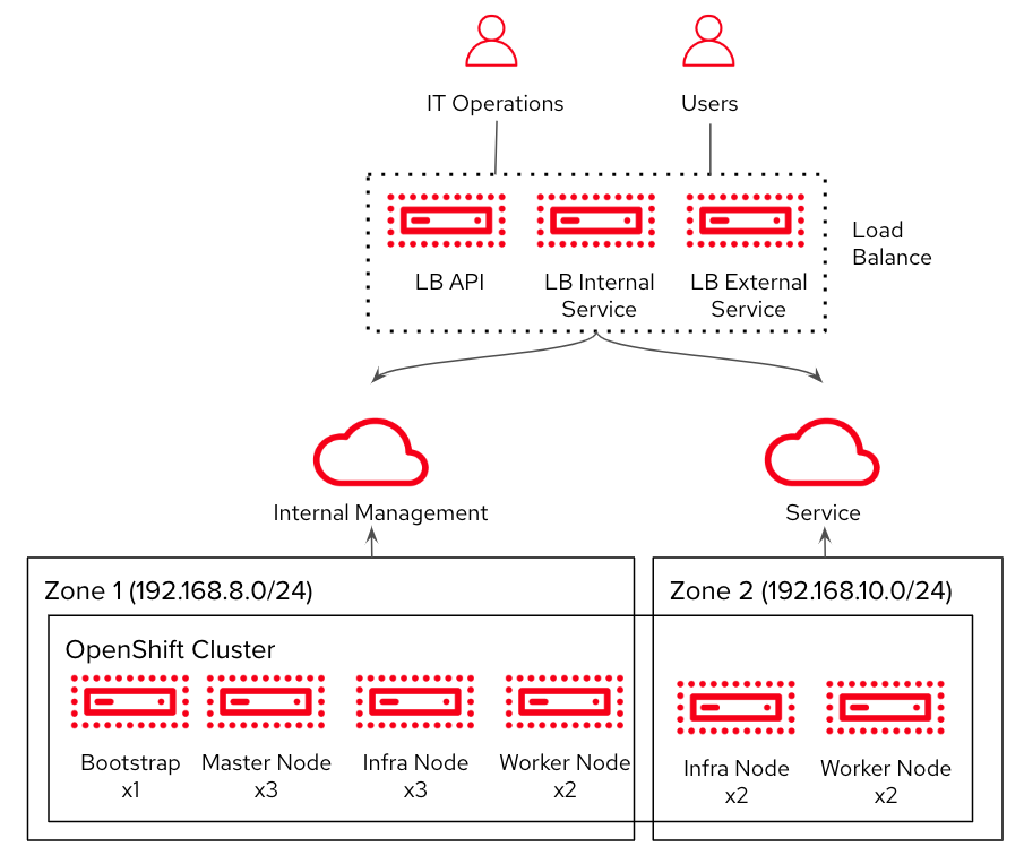 IT Operations
Users
LB API
LB Internal
Service
LB External
Service
Load
Balance
Internal Management
Service
Zone 1 (192.168.8.0/24)
Zone 2 (192.168.10.0/24)
OpenShift Cluster
Bootstrap
x1
Master Node
x3
Infra Node
x3
Worker Node
x2
Infra Node
x2
Worker Node
x2